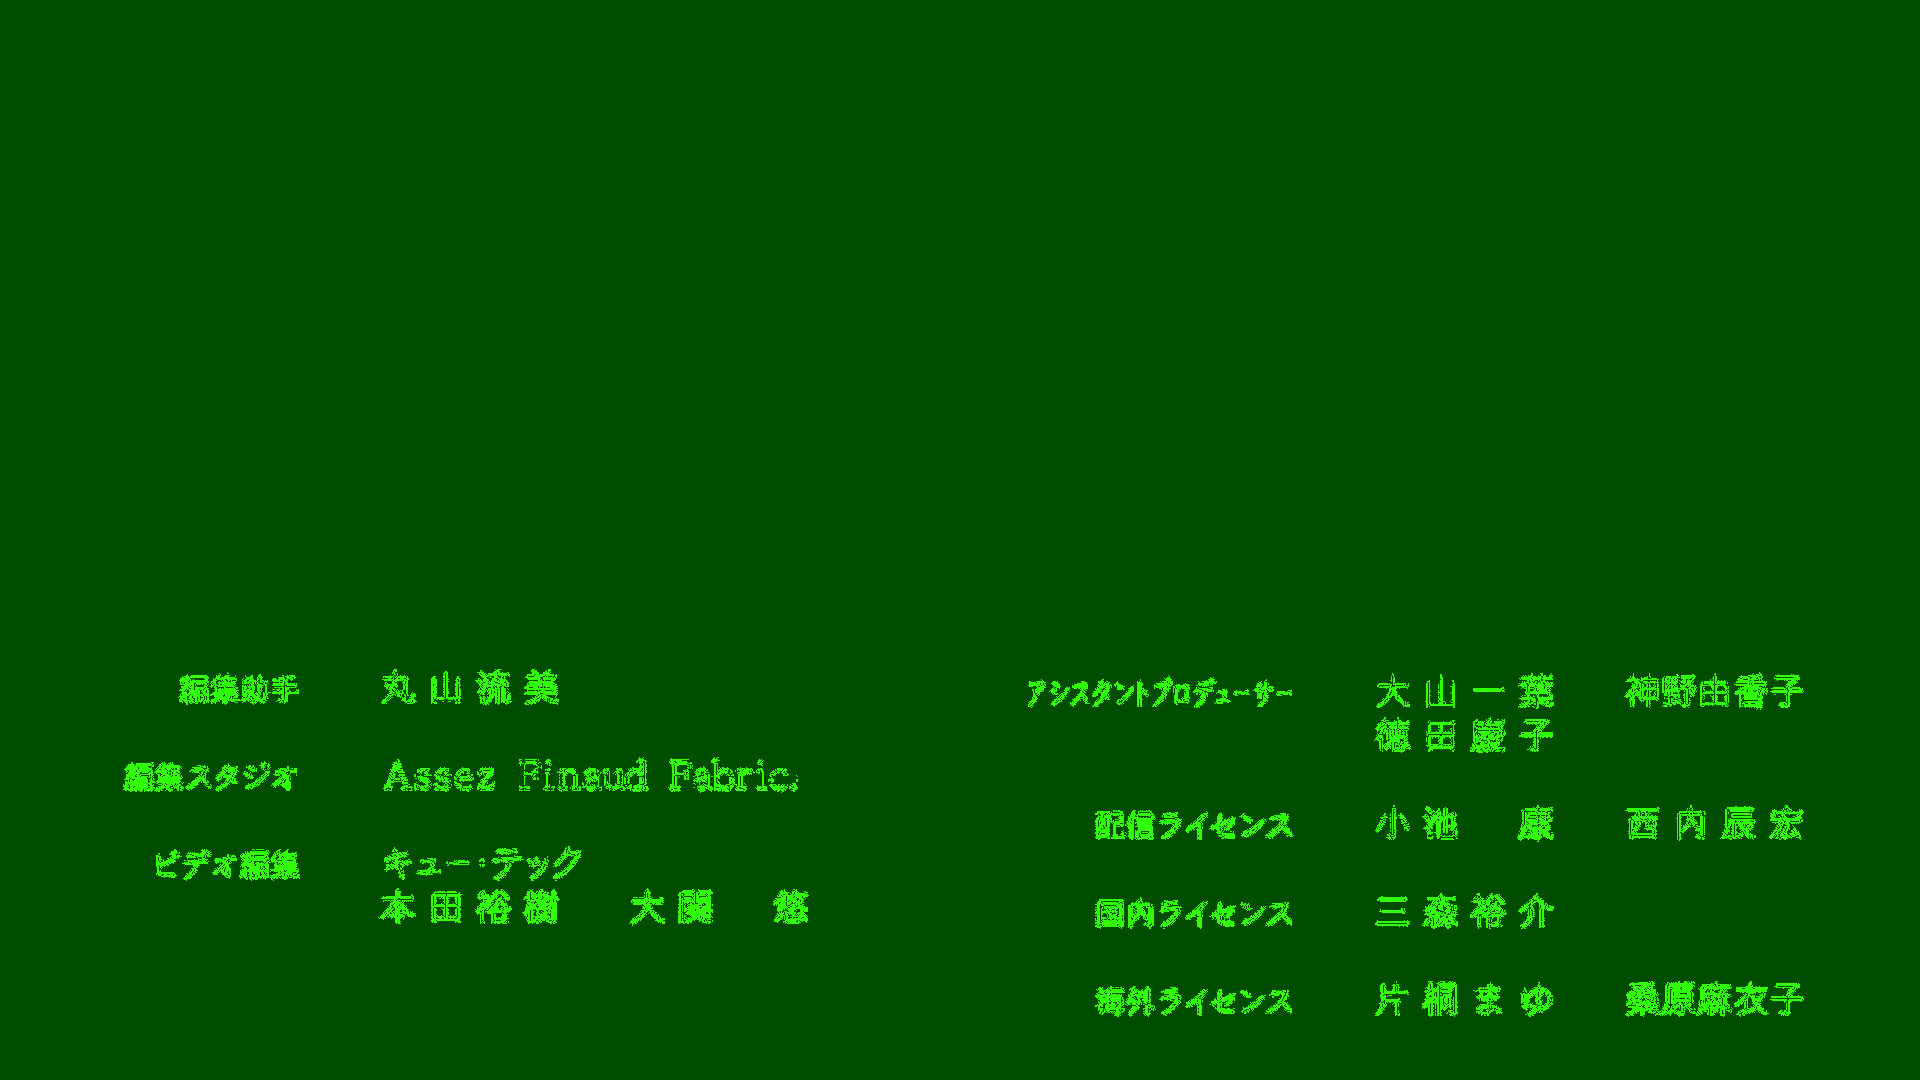 編集助手 丸山流美
編集スタジオ Assez Finaud Fabric.
ビデオ編集 キュー・テック
本田裕樹 大関 悠
アシスタントプロデューサー 大山一葉 神野由香子
徳田慶子
配信ライセンス 小池 康 西内辰宏
国内ライセンス 三森裕介
海外ライセンス 片桐まゆ 桑原麻衣子